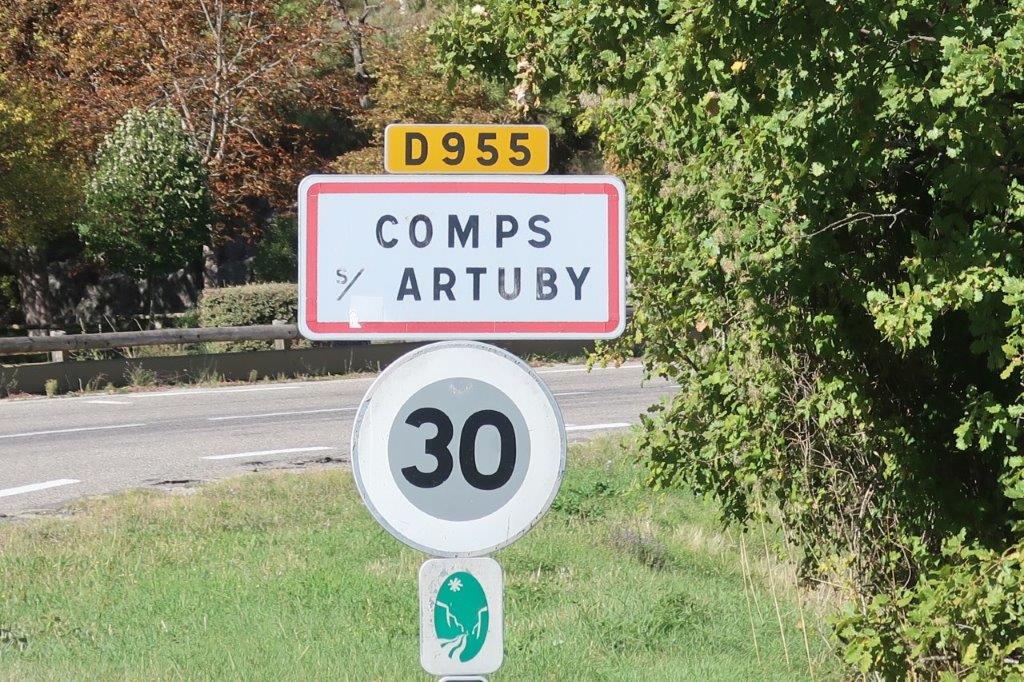 D955
COMPS
S/ ARTUBY
30